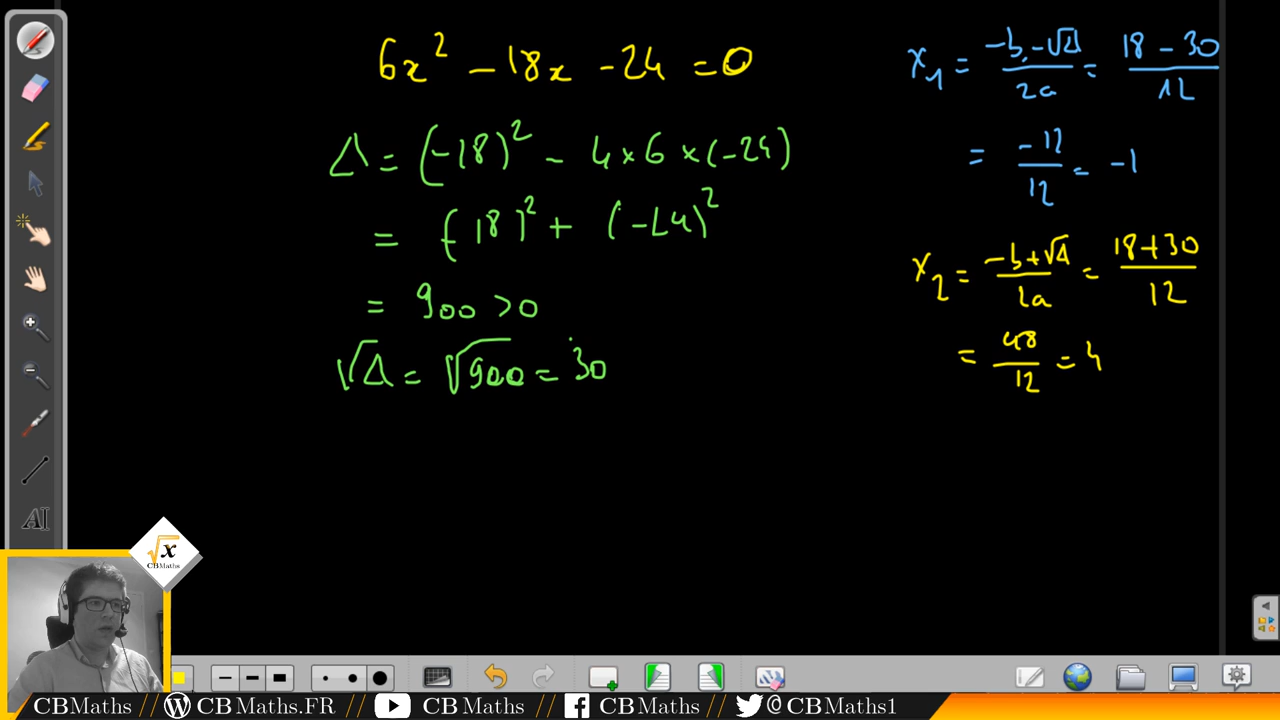 6x² - 18x - 24 = 0
Δ = (-18)² - 4×6×(-24)
= (-18)² + (-24)²
= 900 > 0
√Δ = √900 = 30
x₁ = (-b - √Δ)/2a = (18 - 30)/12
= -12/12 = -1
x₂ = (-b + √Δ)/2a = (18 + 30)/12
= 48/12 = 4
AI
√x
CBMaths
CBMaths CBMaths.FR CBMaths CBMaths @CBMaths1